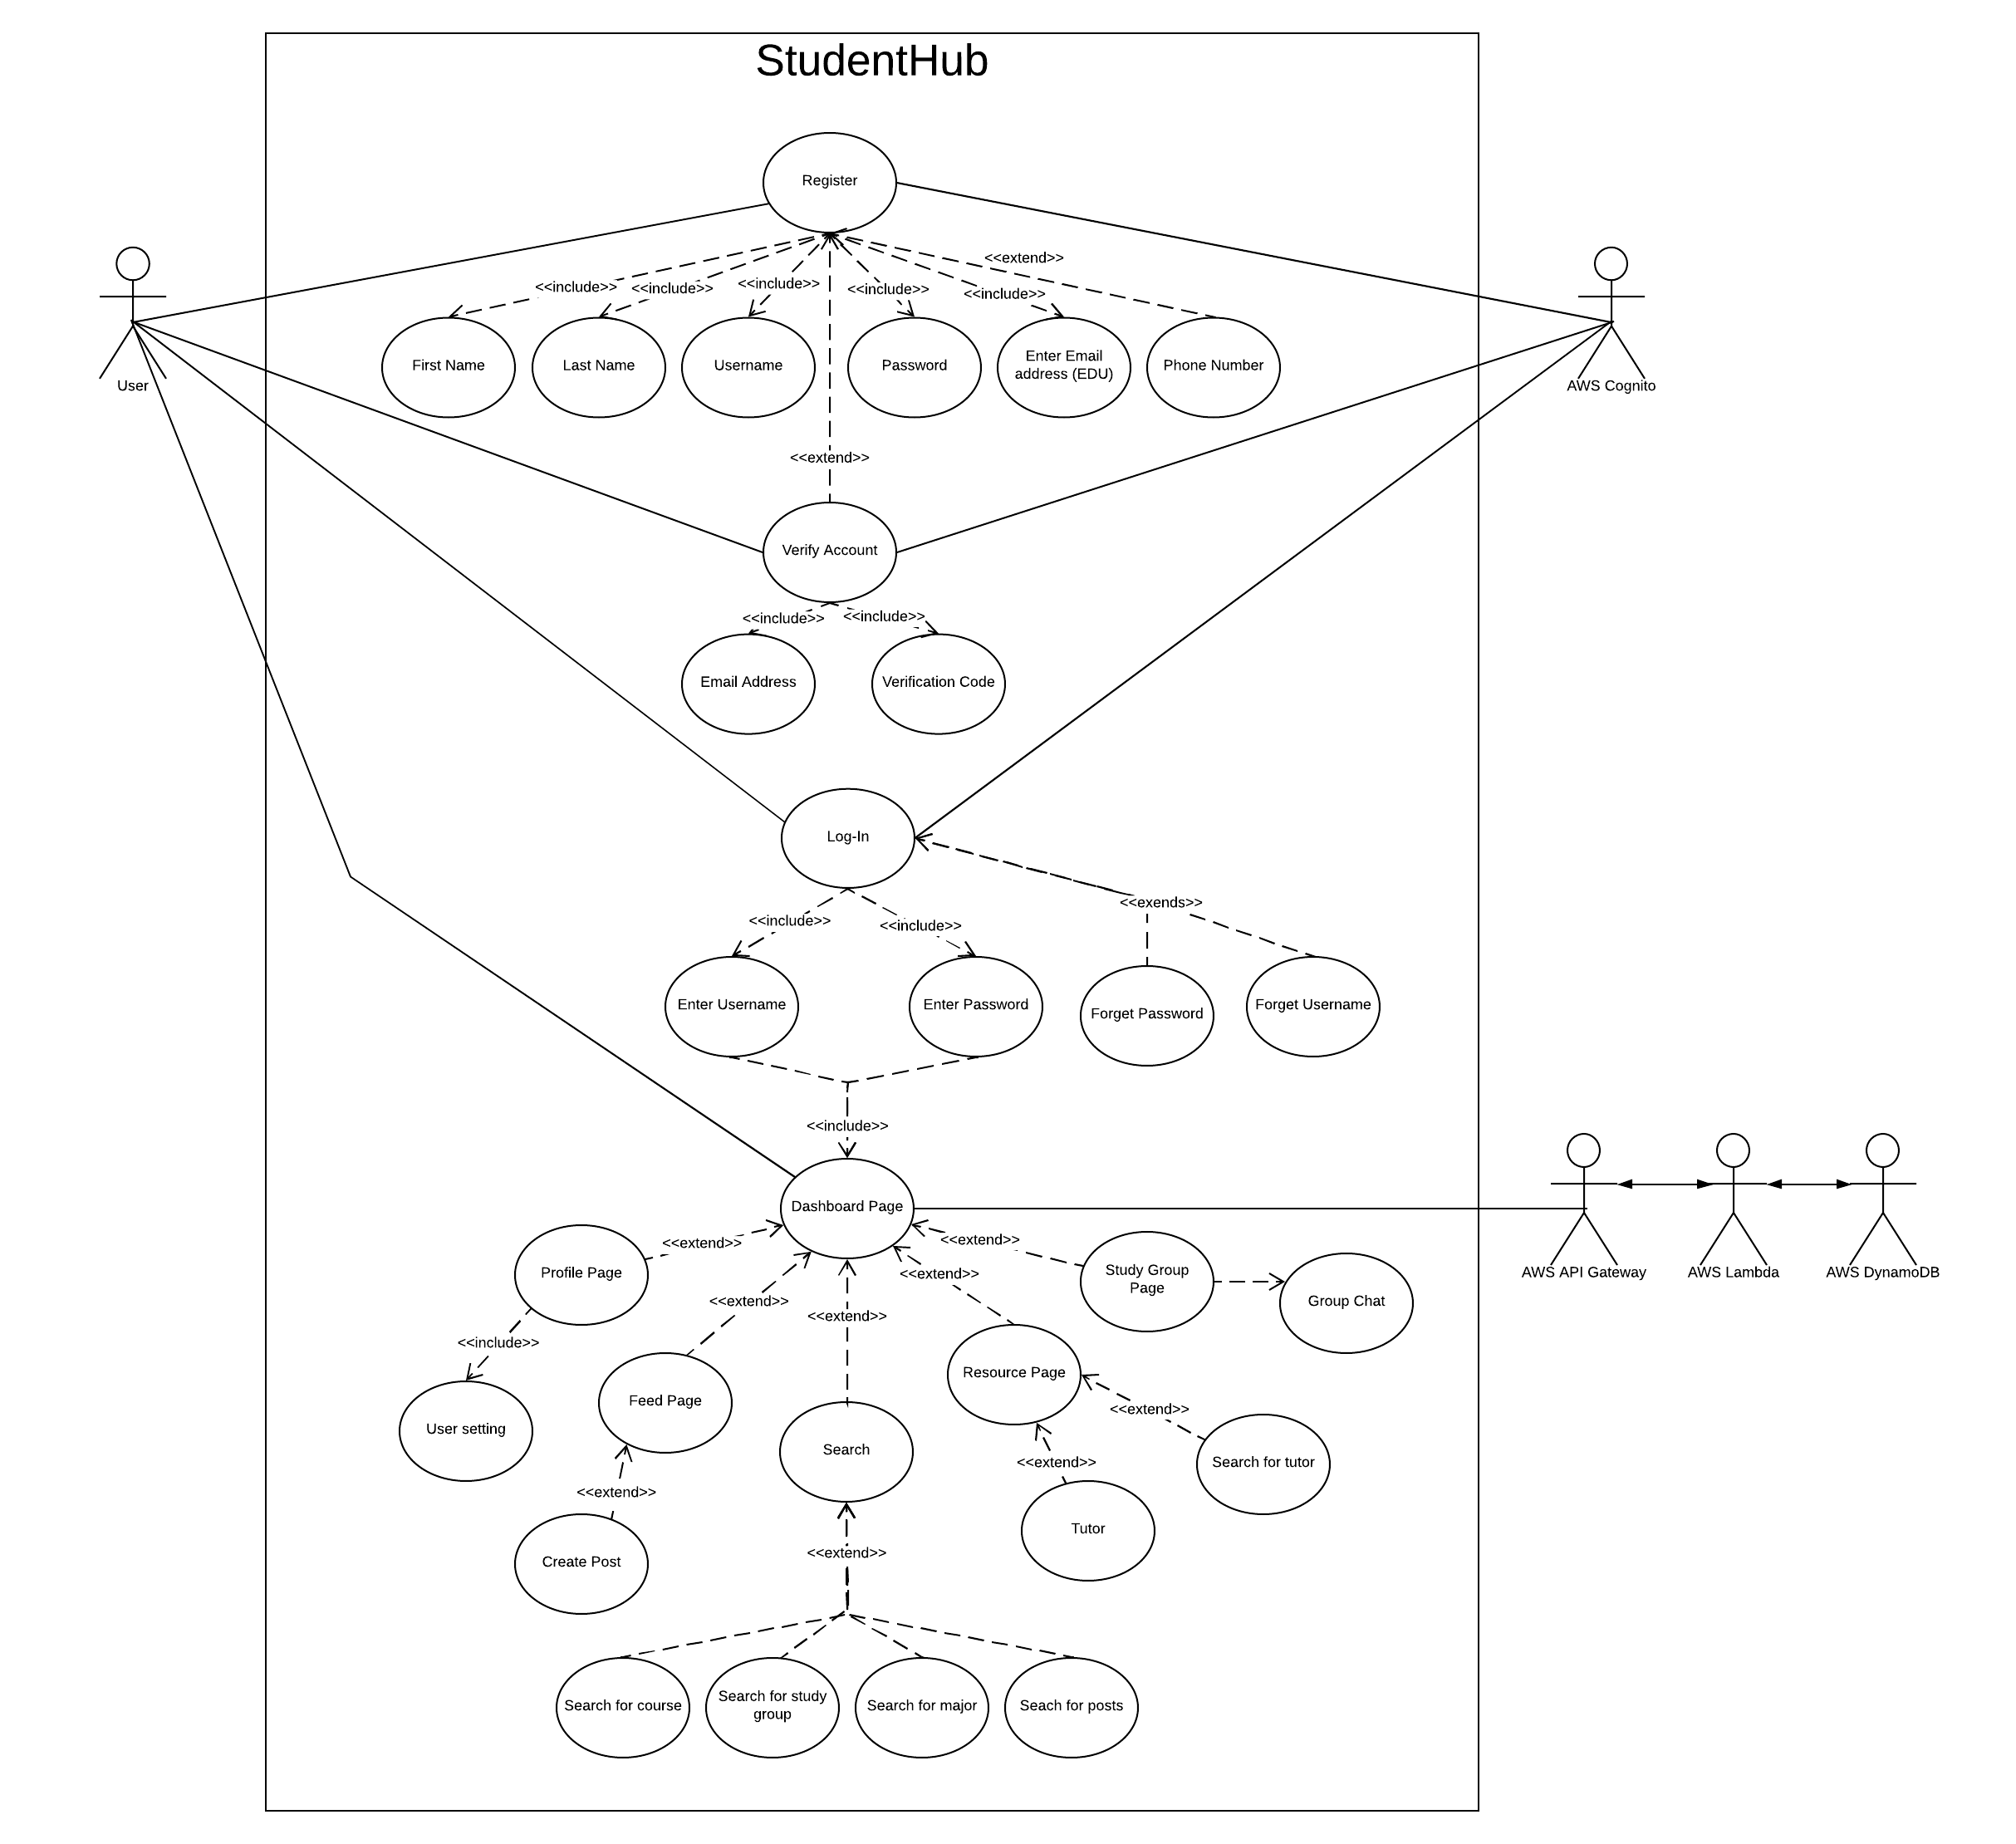 StudentHub
Register
<<extend>>
<<include>>
<<include>>
<<include>>
<<include>>
<<include>>
First Name
Last Name
Username
Password
Enter Email
address (EDU)
Phone Number
User
AWS Cognito
<<extend>>
Verify Account
<<include>>
<<include>>
Email Address
Verification Code
Log-In
<<exends>>
<<include>>
<<include>>
Enter Username
Enter Password
Forget Password
Forget Username
<<include>>
Dashboard Page
<<extend>>
<<extend>>
Profile Page
<<extend>>
Study Group
Page
AWS API Gateway
AWS Lambda
AWS DynamoDB
<<extend>>
Group Chat
<<extend>>
<<include>>
Resource Page
Feed Page
<<extend>>
User setting
Search
<<extend>>
Search for tutor
<<extend>>
Tutor
<<extend>>
Create Post
Search for course
Search for study
group
Search for major
Seach for posts